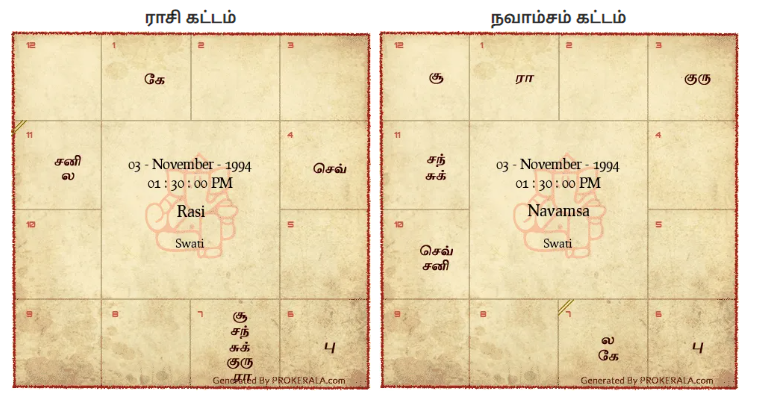 ராசி கட்டம்
12 1 2 3
கே
11
சனி
ல
4
செவ்
03 - November - 1994
01 : 30 : 00 PM
Rasi
Swati
10
5
9 8 7 6
சூ
சந்
சுக்
குரு
ரா
பு
Generated By PROKERALA.com
நவாம்சம் கட்டம்
12 1 2 3
சூ ரா குரு
11
சந்
சுக்
4
03 - November - 1994
01 : 30 : 00 PM
Navamsa
Swati
10
செவ்
சனி
5
9 8 7 6
ல
கே
பு
Generated By PROKERALA.com